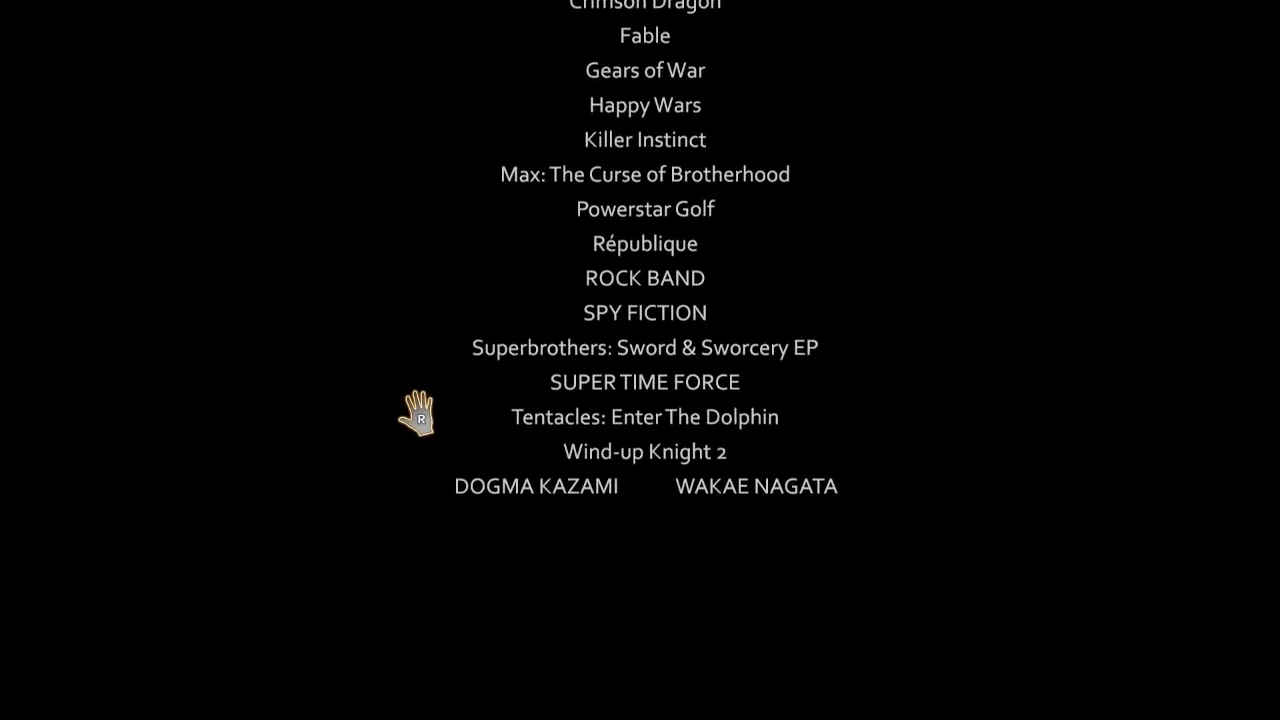 Crimson Dragon
Fable
Gears of War
Happy Wars
Killer Instinct
Max: The Curse of Brotherhood
Powerstar Golf
République
ROCK BAND
SPY FICTION
Superbrothers: Sword & Sworcery EP
SUPER TIME FORCE
R
Tentacles: Enter The Dolphin
Wind-up Knight 2
DOGMA KAZAMI WAKAE NAGATA